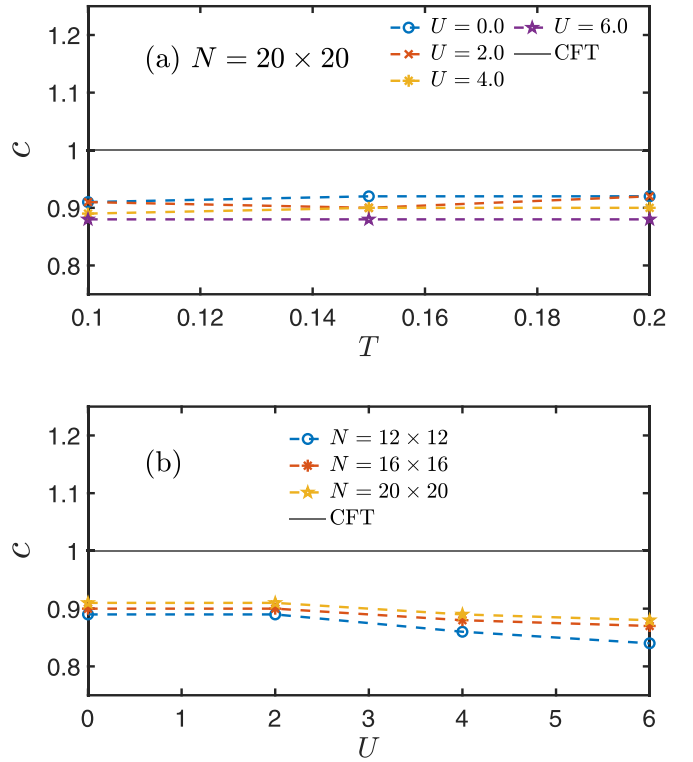 1.2
1.1
1
0.9
0.8
c
(a) N = 20 × 20
U = 0.0
U = 2.0
U = 4.0
U = 6.0
CFT
0.1 0.12 0.14 0.16 0.18 0.2
T
1.2
1.1
1
0.9
0.8
c
(b)
N = 12 × 12
N = 16 × 16
N = 20 × 20
CFT
0 1 2 3 4 5 6
U